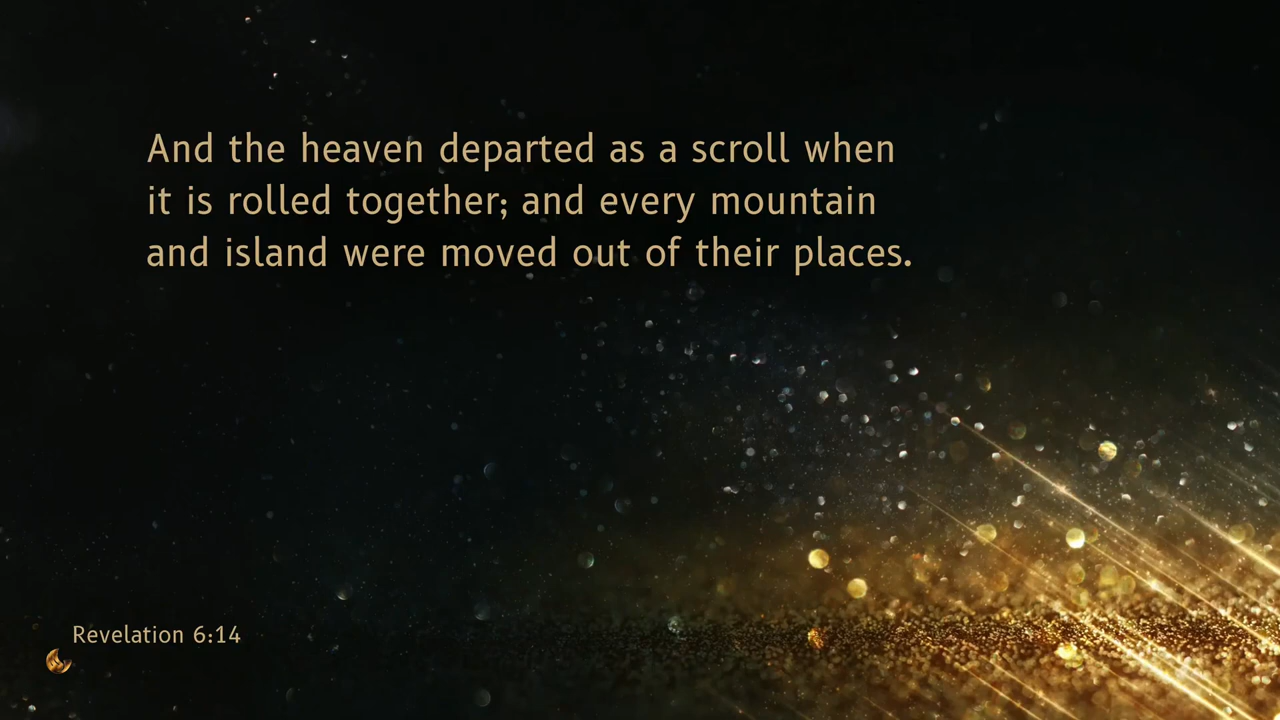 And the heaven departed as a scroll when
it is rolled together; and every mountain
and island were moved out of their places.
Revelation 6:14